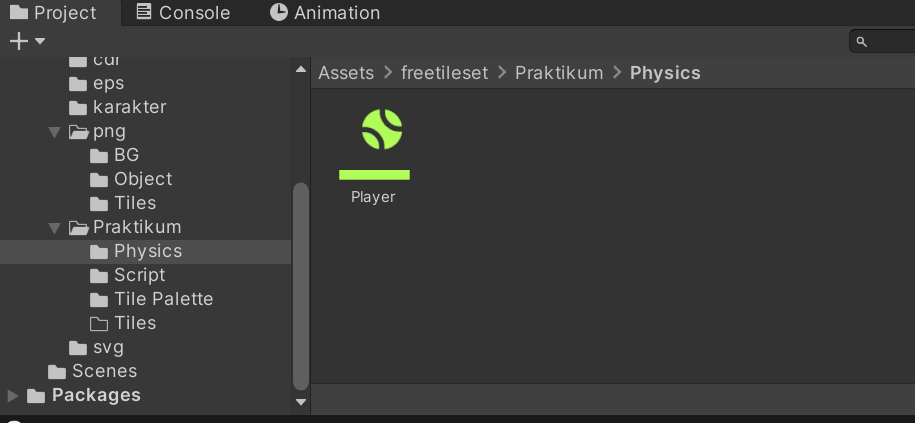 Project Console Animation
Assets > freetileset > Praktikum > Physics
cdr
eps
karakter
png
BG
Object
Tiles
Praktikum
Physics
Script
Tile Palette
Tiles
svg
Scenes
Packages
Player